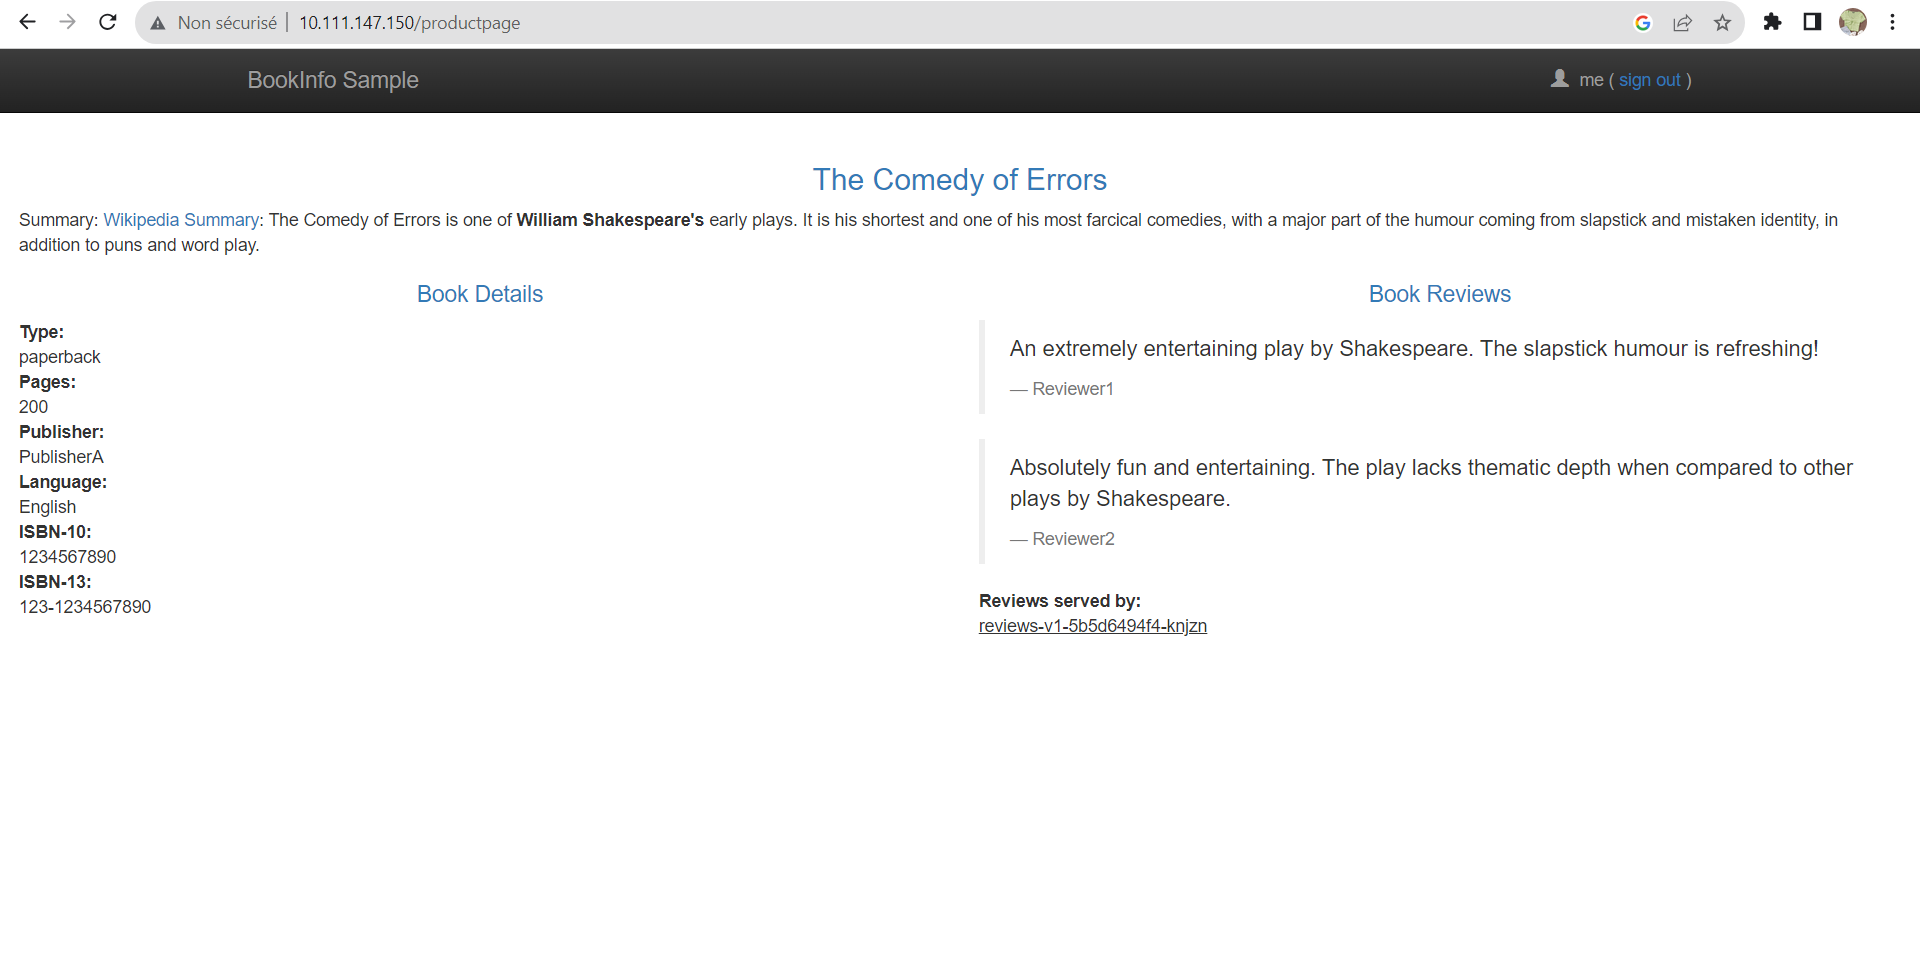 Non sécurisé | 10.111.147.150/productpage
BookInfo Sample
me ( sign out )
The Comedy of Errors
Summary: Wikipedia Summary: The Comedy of Errors is one of William Shakespeare's early plays. It is his shortest and one of his most farcical comedies, with a major part of the humour coming from slapstick and mistaken identity, in
addition to puns and word play.
Book Details
Type:
paperback
Pages:
200
Publisher:
PublisherA
Language:
English
ISBN-10:
1234567890
ISBN-13:
123-1234567890
Book Reviews
An extremely entertaining play by Shakespeare. The slapstick humour is refreshing!
— Reviewer1
Absolutely fun and entertaining. The play lacks thematic depth when compared to other
plays by Shakespeare.
— Reviewer2
Reviews served by:
reviews-v1-5b5d6494f4-knjzn